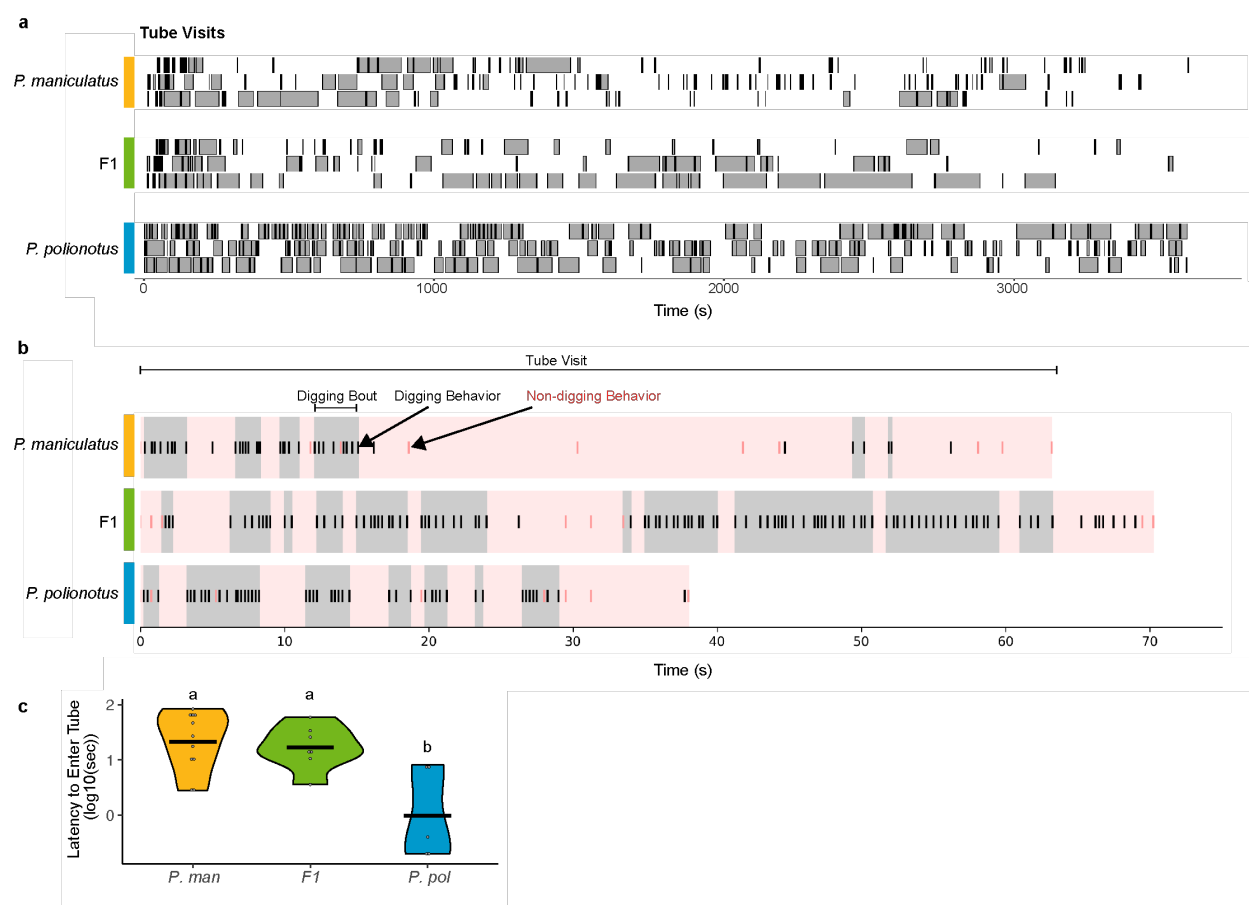 a
Tube Visits
P. maniculatus
F1
P. polionotus
0 1000 2000 3000
Time (s)
b
Tube Visit
Digging Bout Digging Behavior Non-digging Behavior
P. maniculatus
F1
P. polionotus
0 10 20 30 40 50 60 70
Time (s)
c
Latency to Enter Tube
(log10(sec))
2
1
0
a a b
P. man F1 P. pol